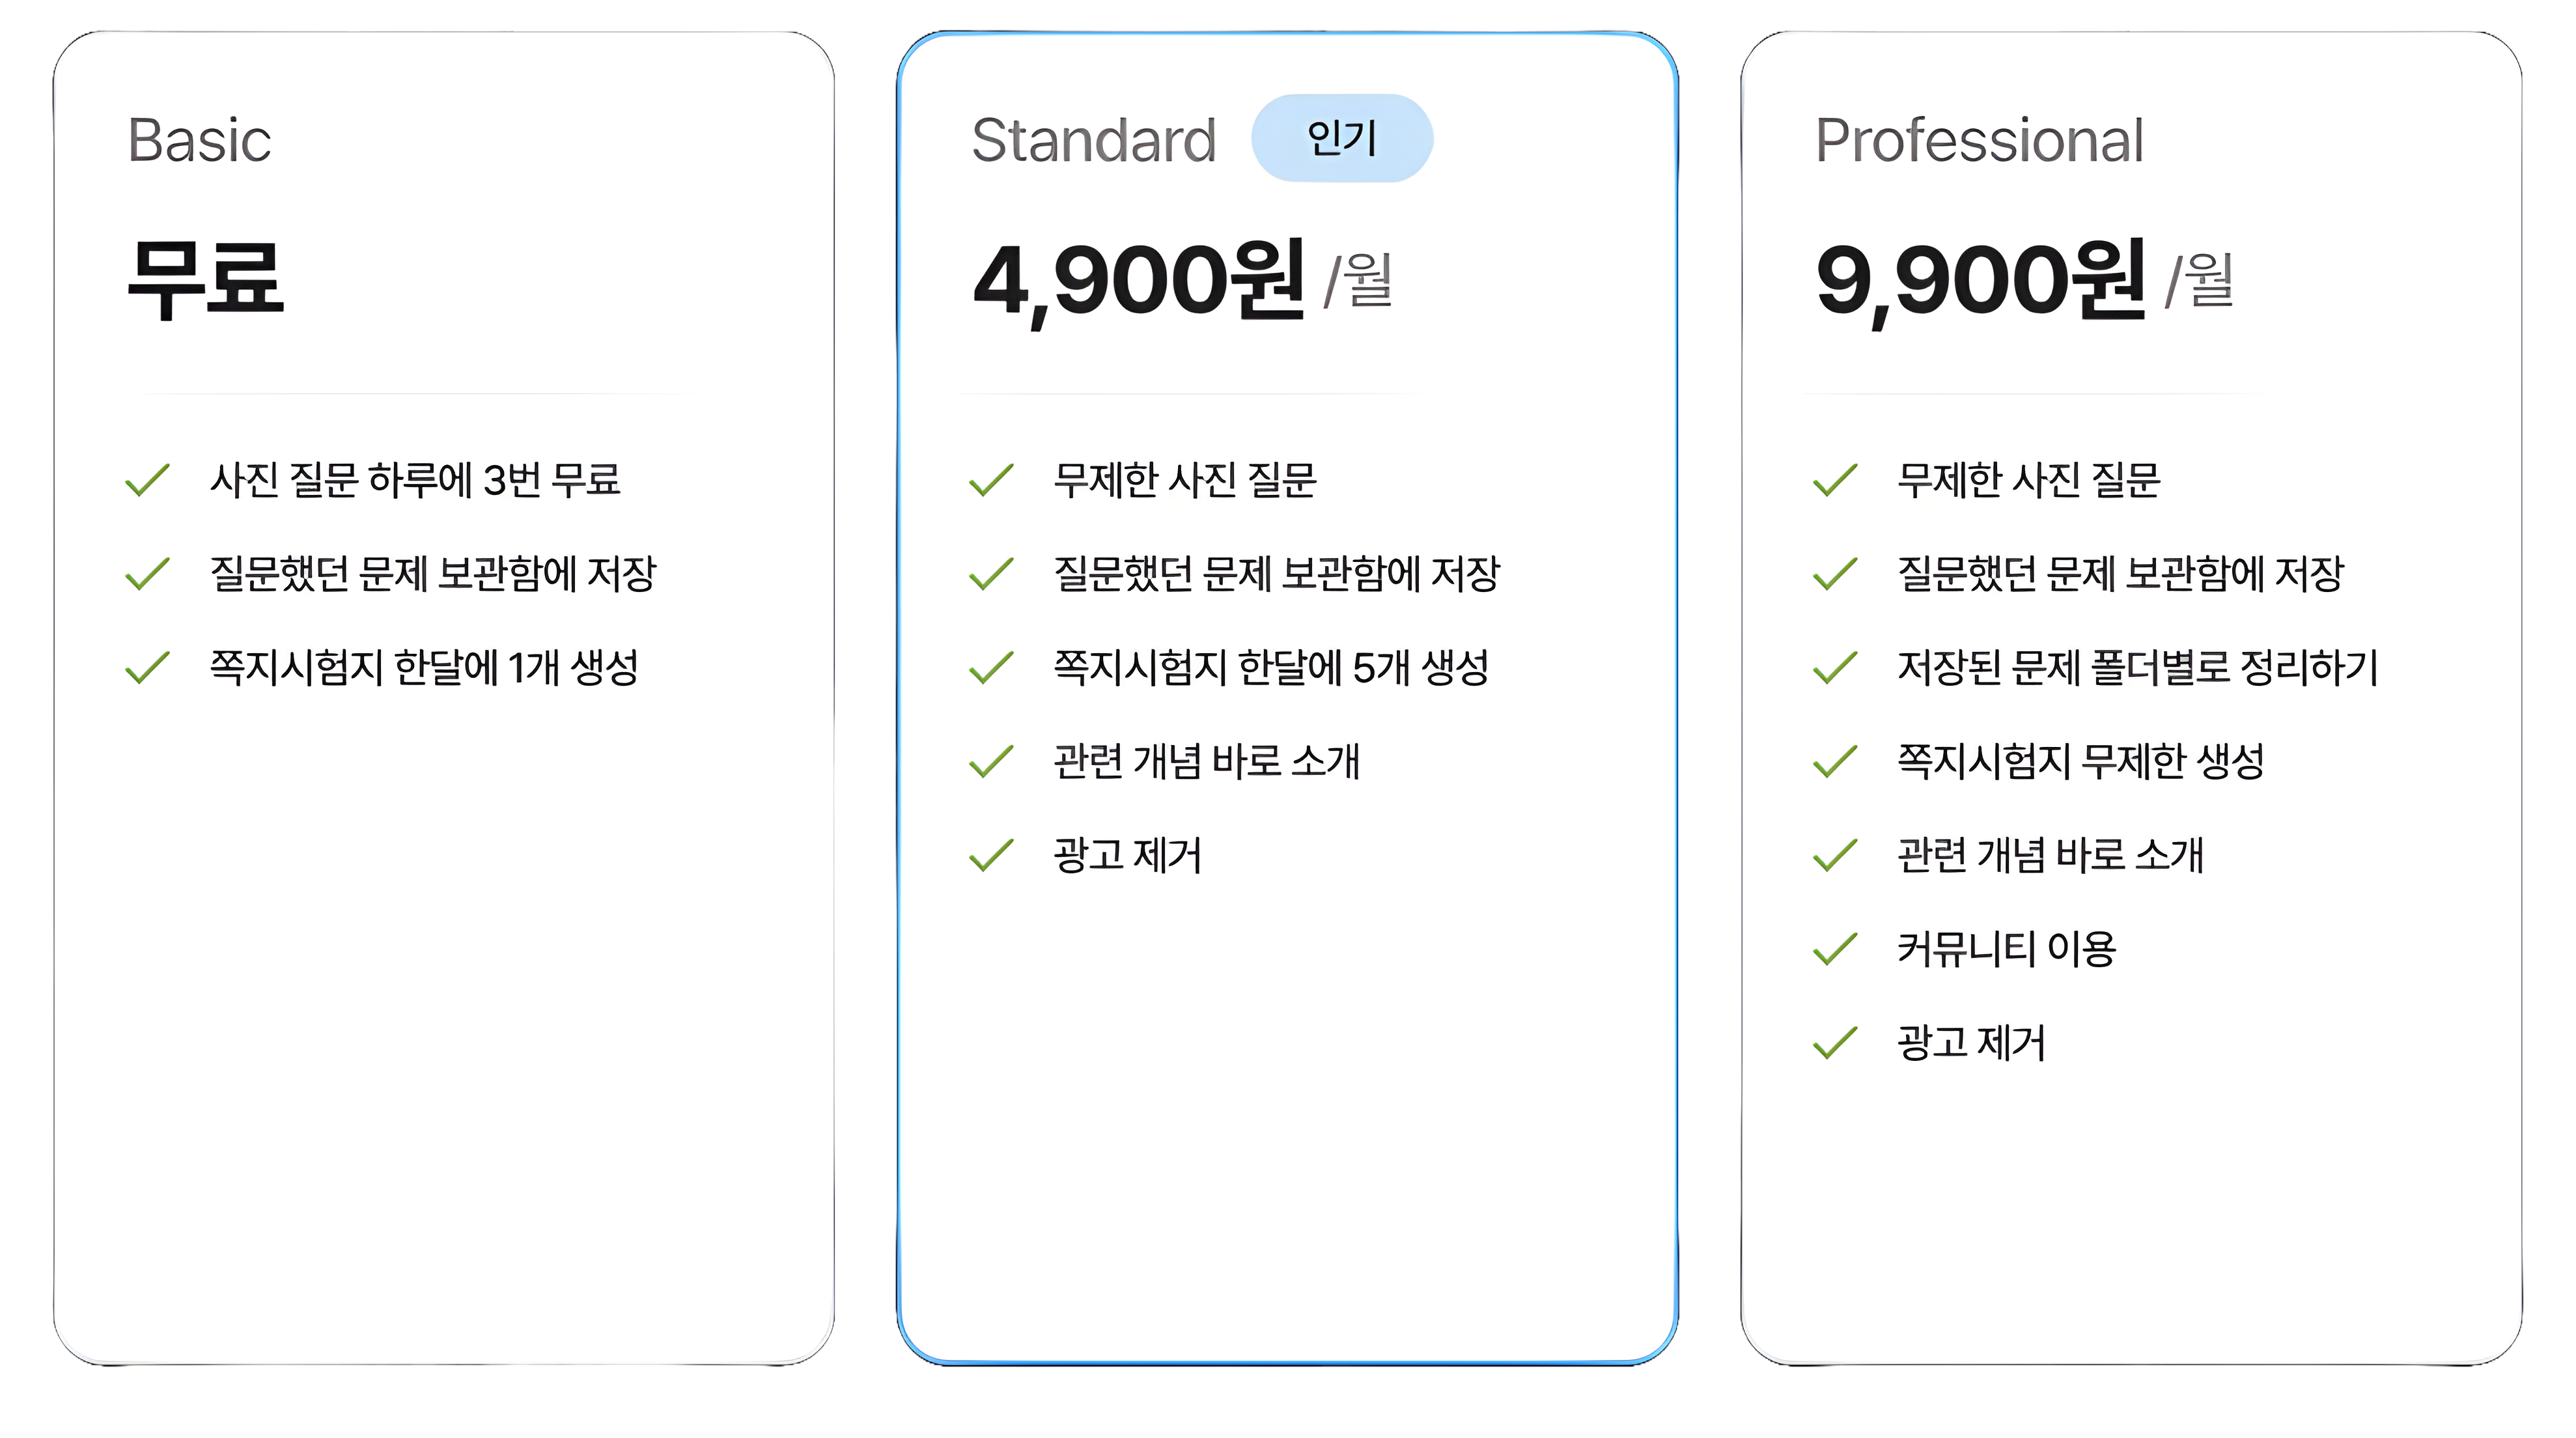 Basic
무료
사진 질문 하루에 3번 무료
질문했던 문제 보관함에 저장
쪽지시험지 한달에 1개 생성
Standard 인기
4,900원 /월
무제한 사진 질문
질문했던 문제 보관함에 저장
쪽지시험지 한달에 5개 생성
관련 개념 바로 소개
광고 제거
Professional
9,900원 /월
무제한 사진 질문
질문했던 문제 보관함에 저장
저장된 문제 폴더별로 정리하기
쪽지시험지 무제한 생성
관련 개념 바로 소개
커뮤니티 이용
광고 제거